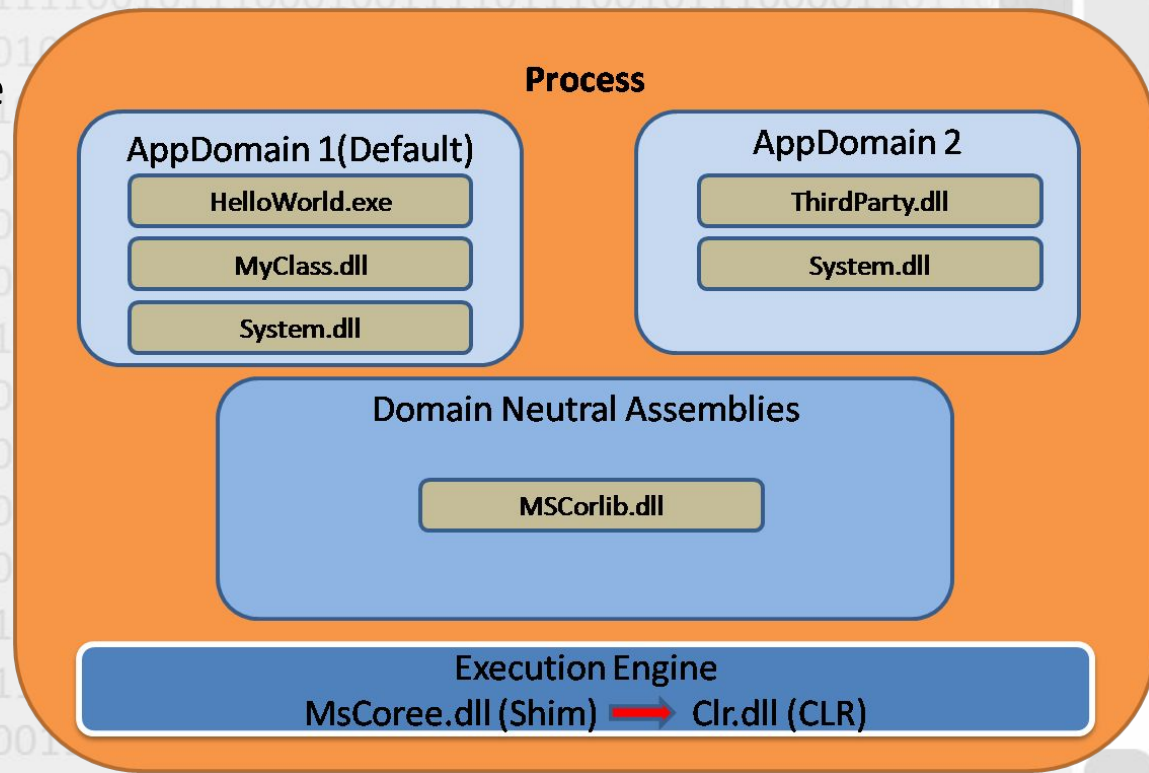 Process
AppDomain 1(Default)
HelloWorld.exe
MyClass.dll
System.dll
AppDomain 2
ThirdParty.dll
System.dll
Domain Neutral Assemblies
MSCorlib.dll
Execution Engine
MsCoree.dll (Shim) Clr.dll (CLR)